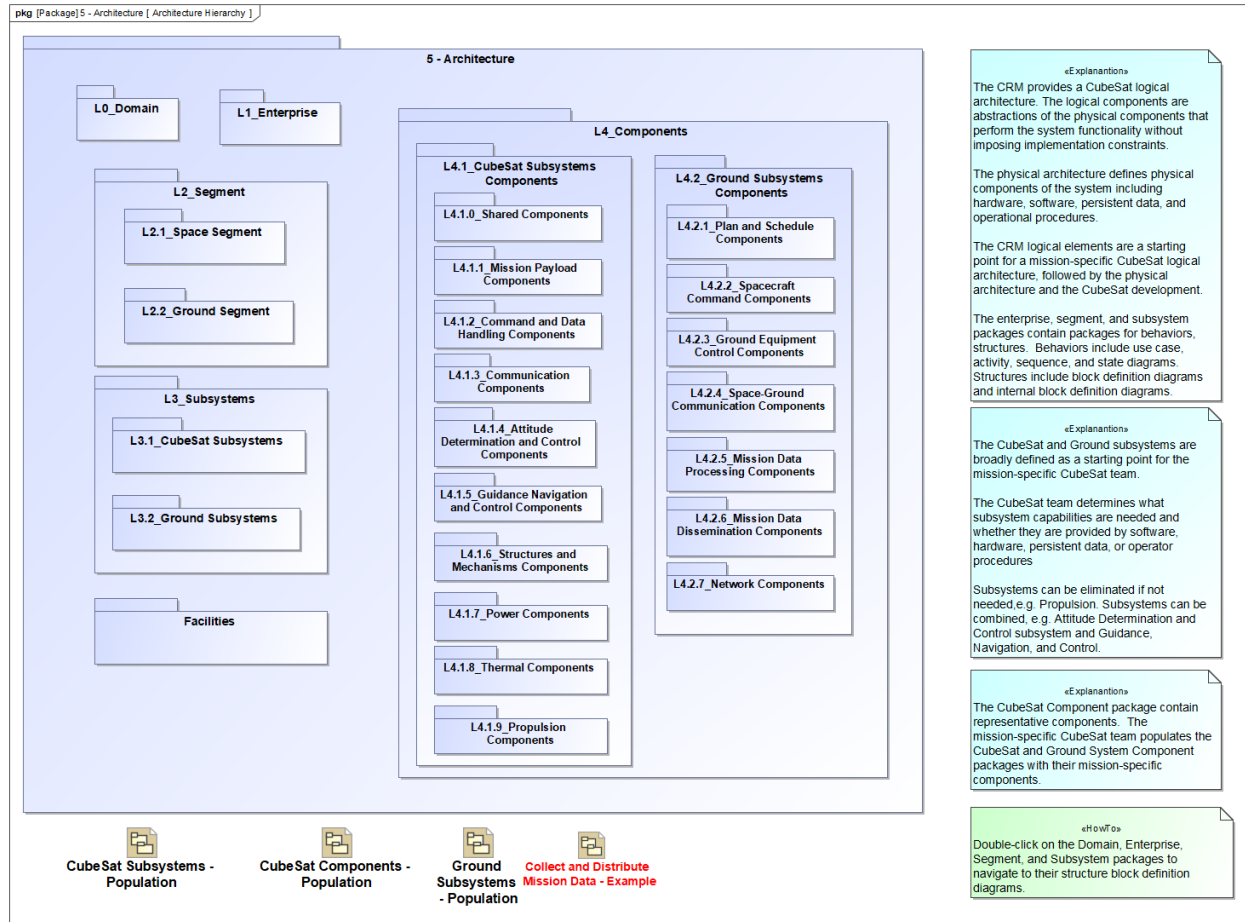 pkg [Package] 5 - Architecture [ Architecture Hierarchy ]
5 - Architecture
L0_Domain
L1_Enterprise
L2_Segment
L2.1_Space Segment
L2.2_Ground Segment
L3_Subsystems
L3.1_CubeSat Subsystems
L3.2_Ground Subsystems
Facilities
L4_Components
L4.1_CubeSat Subsystems
Components
L4.1.0_Shared Components
L4.1.1_Mission Payload
Components
L4.1.2_Command and Data
Handling Components
L4.1.3_Communication
Components
L4.1.4_Attitude
Determination and Control
Components
L4.1.5_Guidance Navigation
and Control Components
L4.1.6_Structures and
Mechanisms Components
L4.1.7_Power Components
L4.1.8_Thermal Components
L4.1.9_Propulsion
Components
L4.2_Ground Subsystems
Components
L4.2.1_Plan and Schedule
Components
L4.2.2_Spacecraft
Command Components
L4.2.3_Ground Equipment
Control Components
L4.2.4_Space-Ground
Communication Components
L4.2.5_Mission Data
Processing Components
L4.2.6_Mission Data
Dissemination Components
L4.2.7_Network Components
«Explanantion»
The CRM provides a CubeSat logical
architecture. The logical components are
abstractions of the physical components that
perform the system functionality without
imposing implementation constraints.
The physical architecture defines physical
components of the system including
hardware, software, persistent data, and
operational procedures.
The CRM logical elements are a starting
point for a mission-specific CubeSat logical
architecture, followed by the physical
architecture and the CubeSat development.
The enterprise, segment, and subsystem
packages contain packages for behaviors,
structures.  Behaviors include use case,
activity, sequence, and state diagrams.
Structures include block definition diagrams
and internal block definition diagrams.
«Explanantion»
The CubeSat and Ground subsystems are
broadly defined as a starting point for the
mission-specific CubeSat team.
The CubeSat team determines what
subsystem capabilities are needed and
whether they are provided by software,
hardware, persistent data, or operator
procedures
Subsystems can be eliminated if not
needed,e.g. Propulsion. Subsystems can be
combined, e.g. Attitude Determination and
Control subsystem and Guidance,
Navigation, and Control.
«Explanantion»
The CubeSat Component package contain
representative components.  The
mission-specific CubeSat team populates the
CubeSat and Ground System Component
packages with their mission-specific
components.
«HowTo»
Double-click on the Domain, Enterprise,
Segment, and Subsystem packages to
navigate to their structure block definition
diagrams.
CubeSat Subsystems -
Population
CubeSat Components -
Population
Ground
Subsystems
- Population
Collect and Distribute
Mission Data - Example